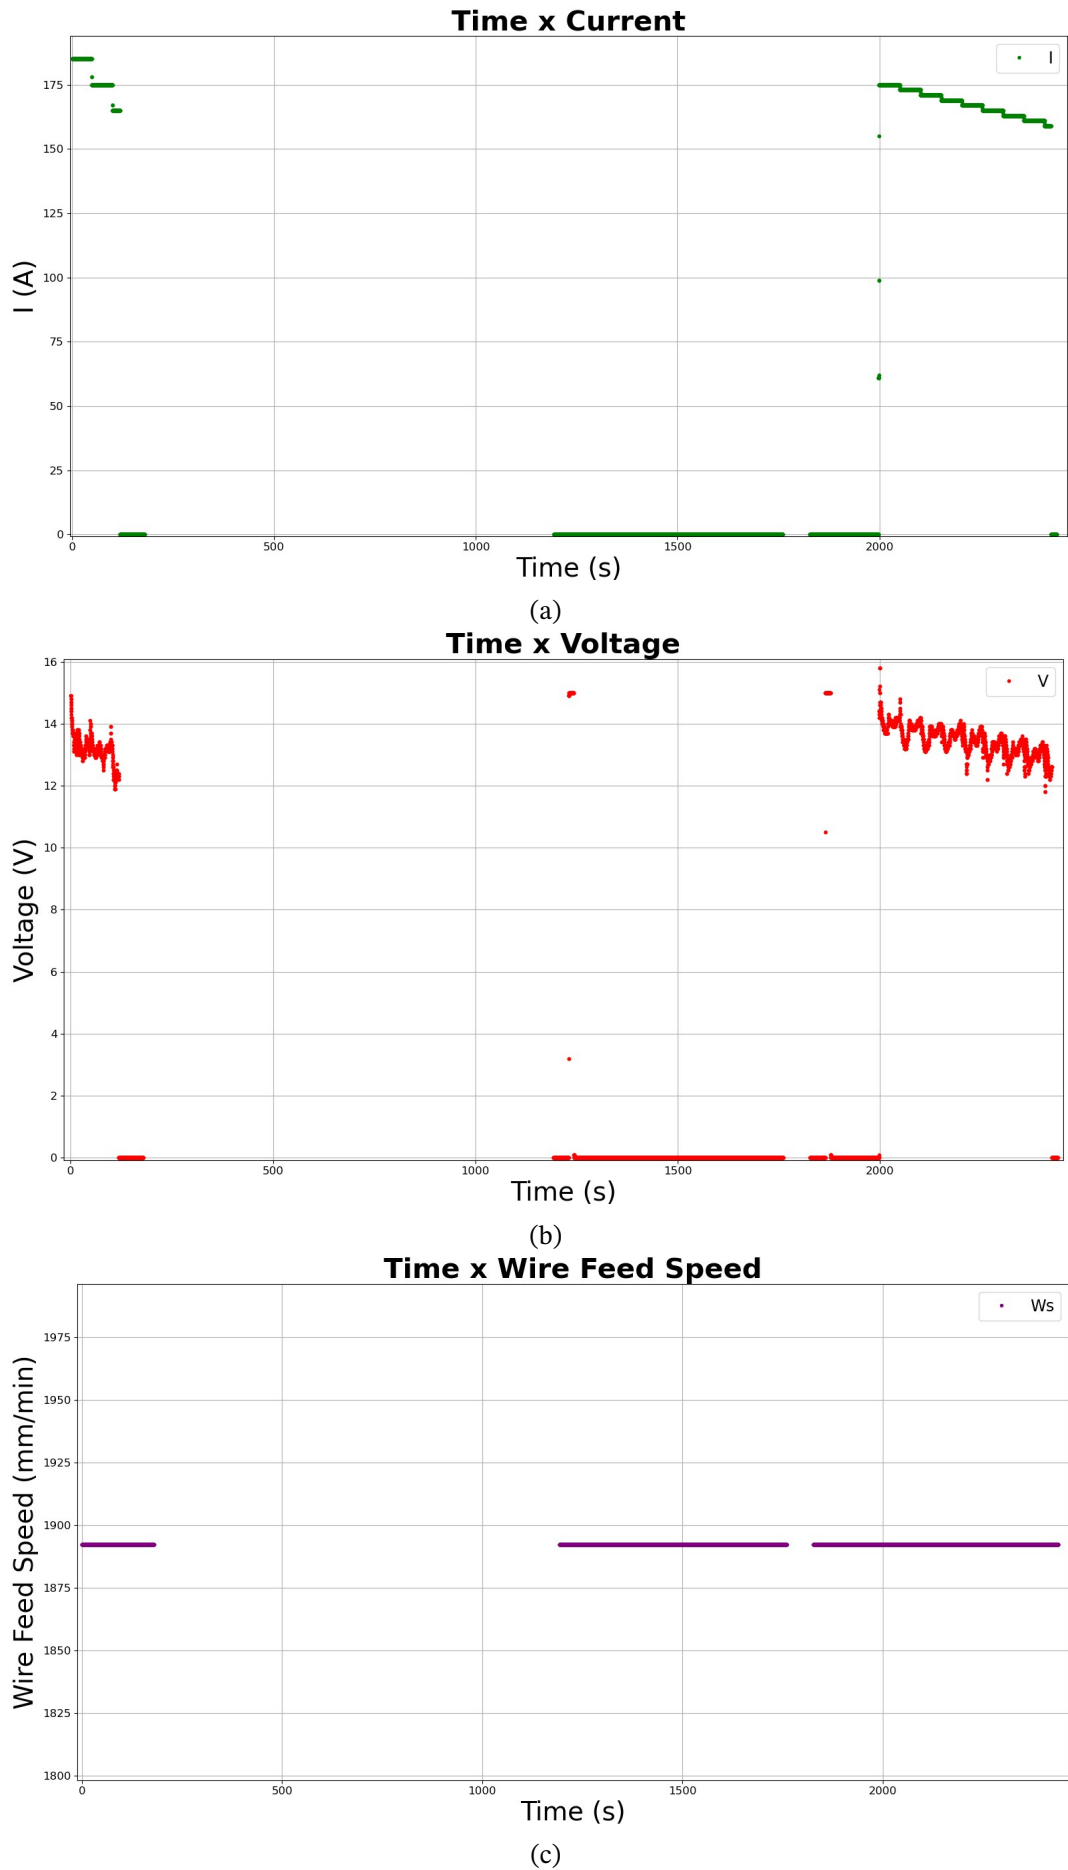 Time x Current
I
175
150
125
100
75
50
25
0
I (A)
0 500 1000 1500 2000
Time (s)
(a)
Time x Voltage
V
16
14
12
10
8
6
4
2
0
Voltage (V)
0 500 1000 1500 2000
Time (s)
(b)
Time x Wire Feed Speed
Ws
1975
1950
1925
1900
1875
1850
1825
1800
Wire Feed Speed (mm/min)
0 500 1000 1500 2000
Time (s)
(c)